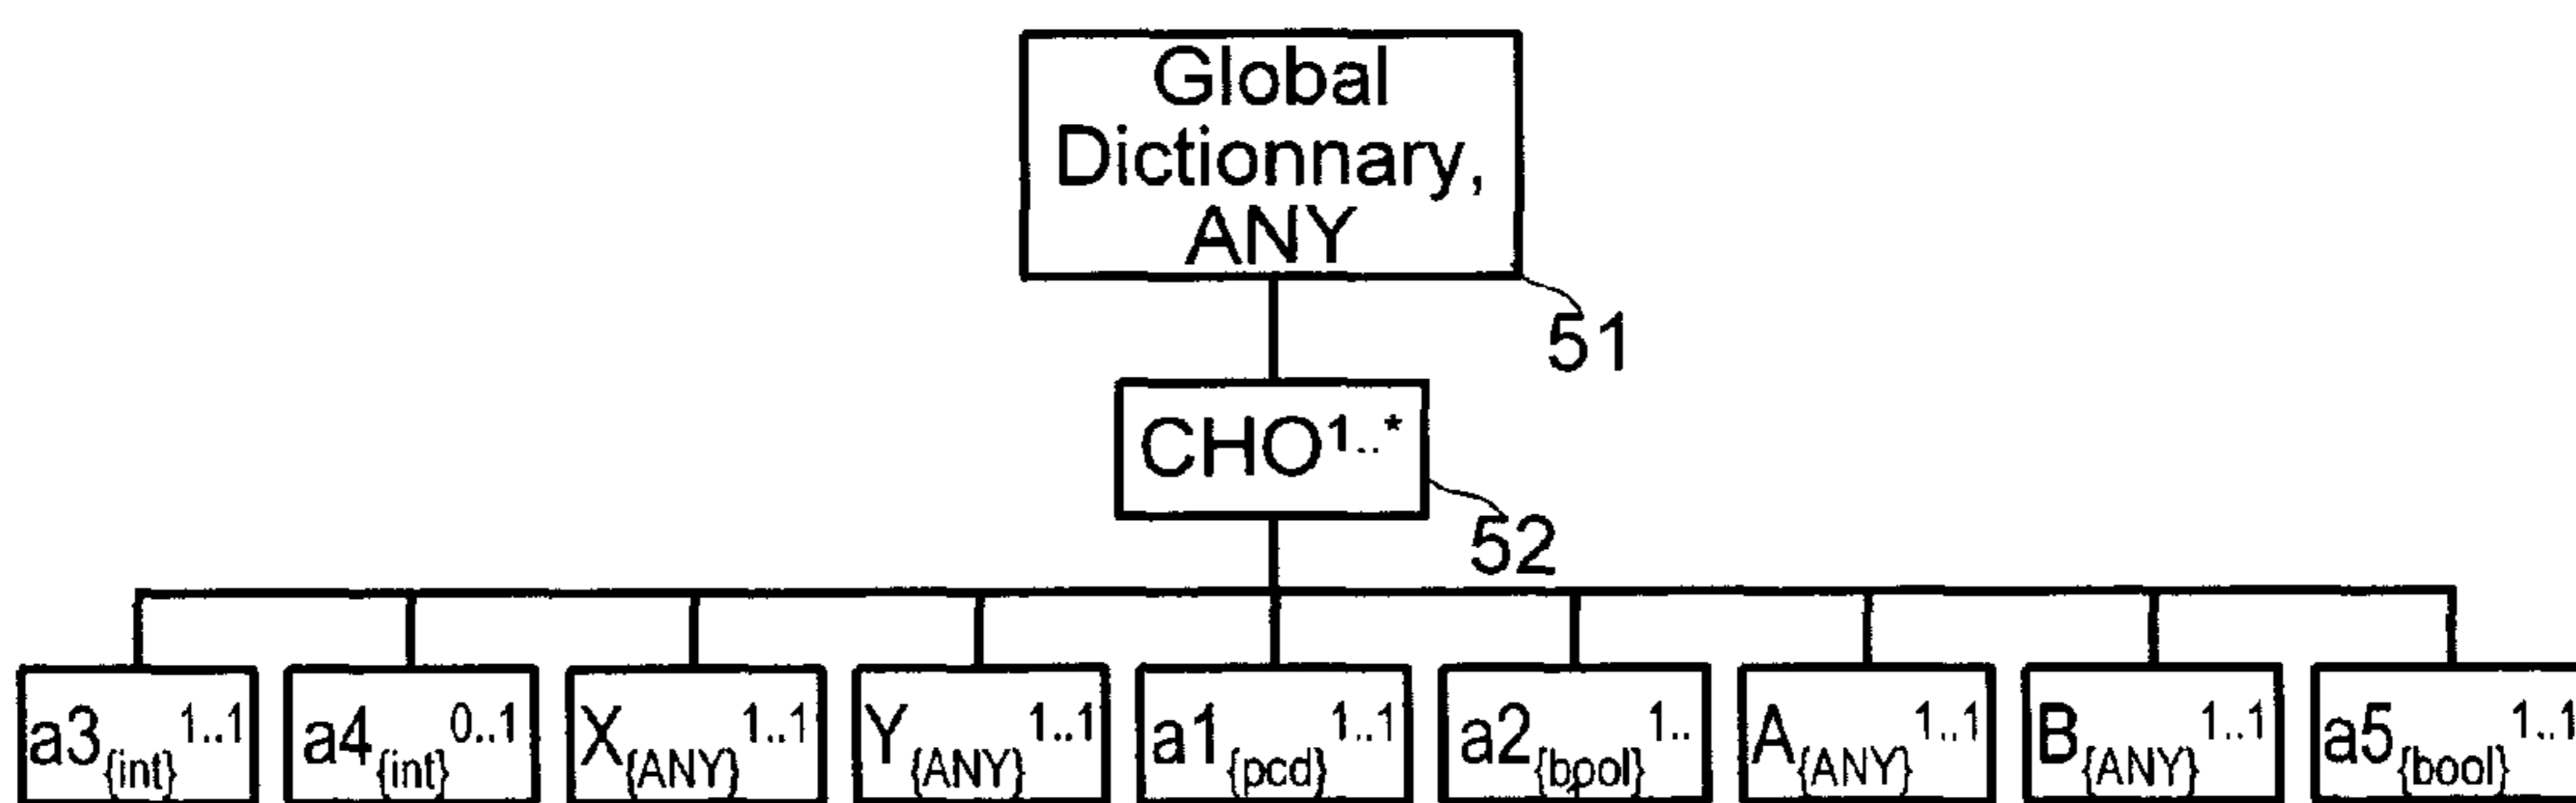 Global
Dictionnary,
ANY
51
CHO1..*
52
a3{int}1..1
a4{int}0..1
X{ANY}1..1
Y{ANY}1..1
a1{pcd}1..1
a2{bpol}1..
A{ANY}1..1
B{ANY}1..1
a5{bool}1..1